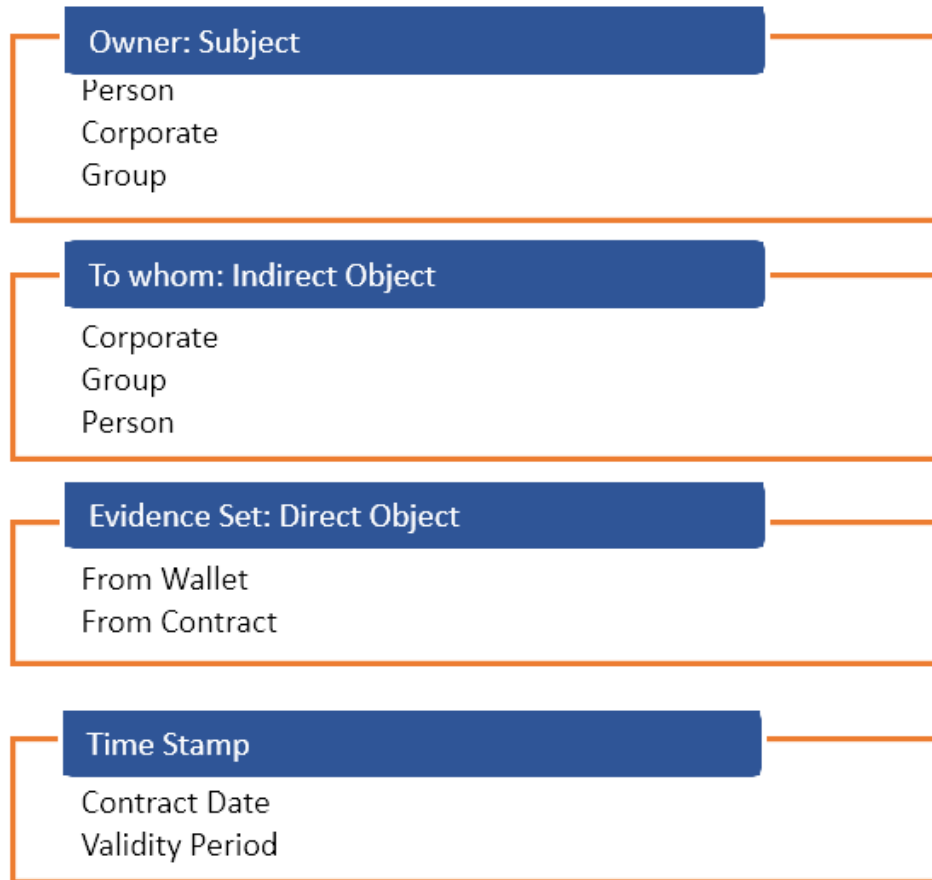 Owner: Subject
Person
Corporate
Group
To whom: Indirect Object
Corporate
Group
Person
Evidence Set: Direct Object
From Wallet
From Contract
Time Stamp
Contract Date
Validity Period